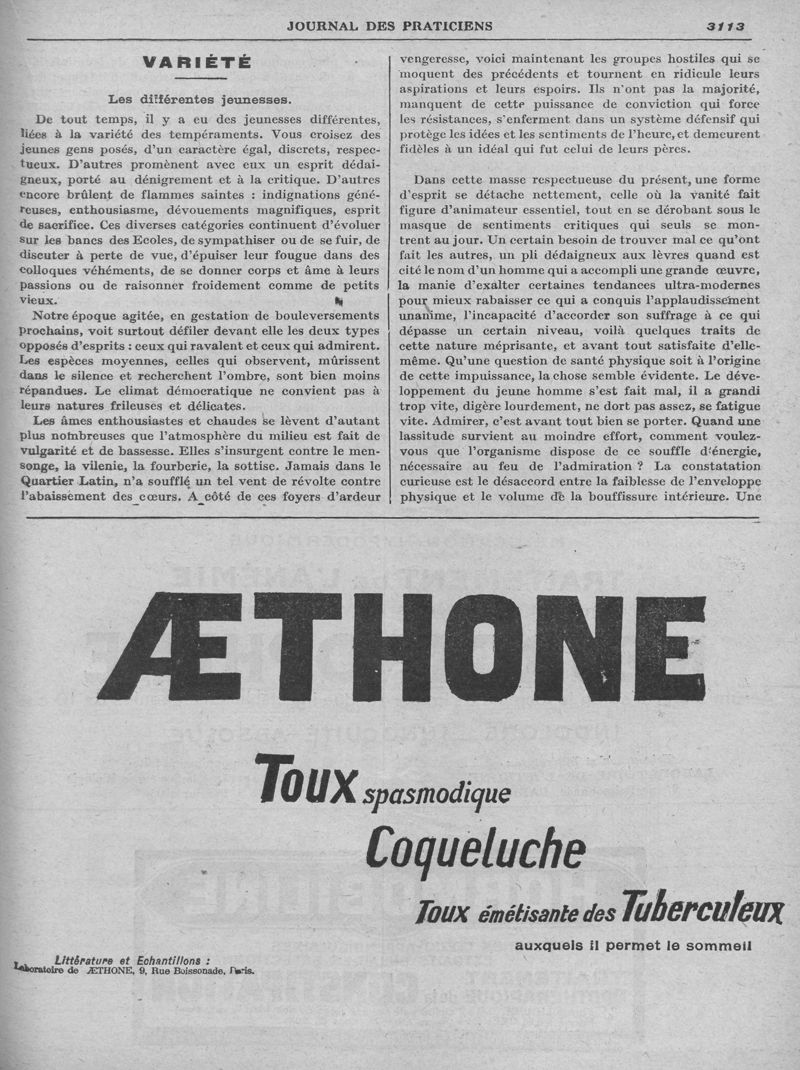 JOURNAL DES PRATICIENS 3113
VARIÉTÉ
Les différentes jeunesses.
De tout temps, il y a eu des jeunesses différentes,
liées à la variété des tempéraments. Vous croisez des
jeunes gens posés, d'un caractère égal, discrets, respec-
tueux. D'autres promènent avec eux un esprit dédai-
gneux, porté au dénigrement et à la critique. D'autres
encore brûlent de flammes saintes : indignations géné-
reuses, enthousiasme, dévouements magnifiques, esprit
de sacrifice. Ces diverses catégories continuent d'évoluer
sur les bancs des Ecoles, de sympathiser ou de se fuir, de
discuter à perte de vue, d'épuiser leur fougue dans des
colloques véhéments, de se donner corps et âme à leurs
passions ou de raisonner froidement comme de petits
vieux.
Notre époque agitée, en gestation de bouleversements
prochains, voit surtout défiler devant elle les deux types
opposés d'esprits : ceux qui ravalent et ceux qui admirent.
Les espèces moyennes, celles qui observent, mûrissent
dans le silence et recherchent l'ombre, sont bien moins
répandues. Le climat démocratique ne convient pas à
leurs natures frileuses et délicates.
Les âmes enthousiastes et chaudes se lèvent d'autant
plus nombreuses que l'atmosphère du milieu est fait de
vulgarité et de bassesse. Elles s'insurgent contre le men-
songe, la vilenie, la fourberie, la sottise. Jamais dans le
Quartier Latin, n'a soufflé un tel vent de révolte contre
l'abaissement des cœurs. A côté de ces foyers d'ardeur
vengeresse, voici maintenant les groupes hostiles qui se
moquent des précédents et tournent en ridicule leurs
aspirations et leurs espoirs. Ils n'ont pas la majorité,
manquent de cette puissance de conviction qui force
les résistances, s'enferment dans un système défensif qui
protège les idées et les sentiments de l'heure, et demeurent
fidèles à un idéal qui fut celui de leurs pères.
Dans cette masse respectueuse du présent, une forme
d'esprit se détache nettement, celle où la vanité fait
figure d'animateur essentiel, tout en se dérobant sous le
masque de sentiments critiques qui seuls se mon-
trent au jour. Un certain besoin de trouver mal ce qu'ont
fait les autres, un pli dédaigneux aux lèvres quand est
cité le nom d'un homme qui a accompli une grande œuvre,
la manie d'exalter certaines tendances ultra-modernes
pour mieux rabaisser ce qui a conquis l'applaudissement
unanime, l'incapacité d'accorder son suffrage à ce qui
dépasse un certain niveau, voilà quelques traits de
cette nature méprisante, et avant tout satisfaite d'elle-
même. Qu'une question de santé physique soit à l'origine
de cette impuissance, la chose semble évidente. Le déve-
loppement du jeune homme s'est fait mal, il a grandi
trop vite, digère lourdement, ne dort pas assez, se fatigue
vite. Admirer, c'est avant tout bien se porter. Quand une
lassitude survient au moindre effort, comment voulez-
vous que l'organisme dispose de ce souffle d'énergie,
nécessaire au feu de l'admiration ? La constatation
curieuse est le désaccord entre la faiblesse de l'enveloppe
physique et le volume de la bouffissure intérieure. Une
ÆTHONE
Toux spasmodique
Coqueluche
Toux émétisante des Tuberculeux
auxquels il permet le sommeil
Littérature et Echantillons :
Laboratoire de ÆTHONE, 9, Rue Boissonade, Paris.